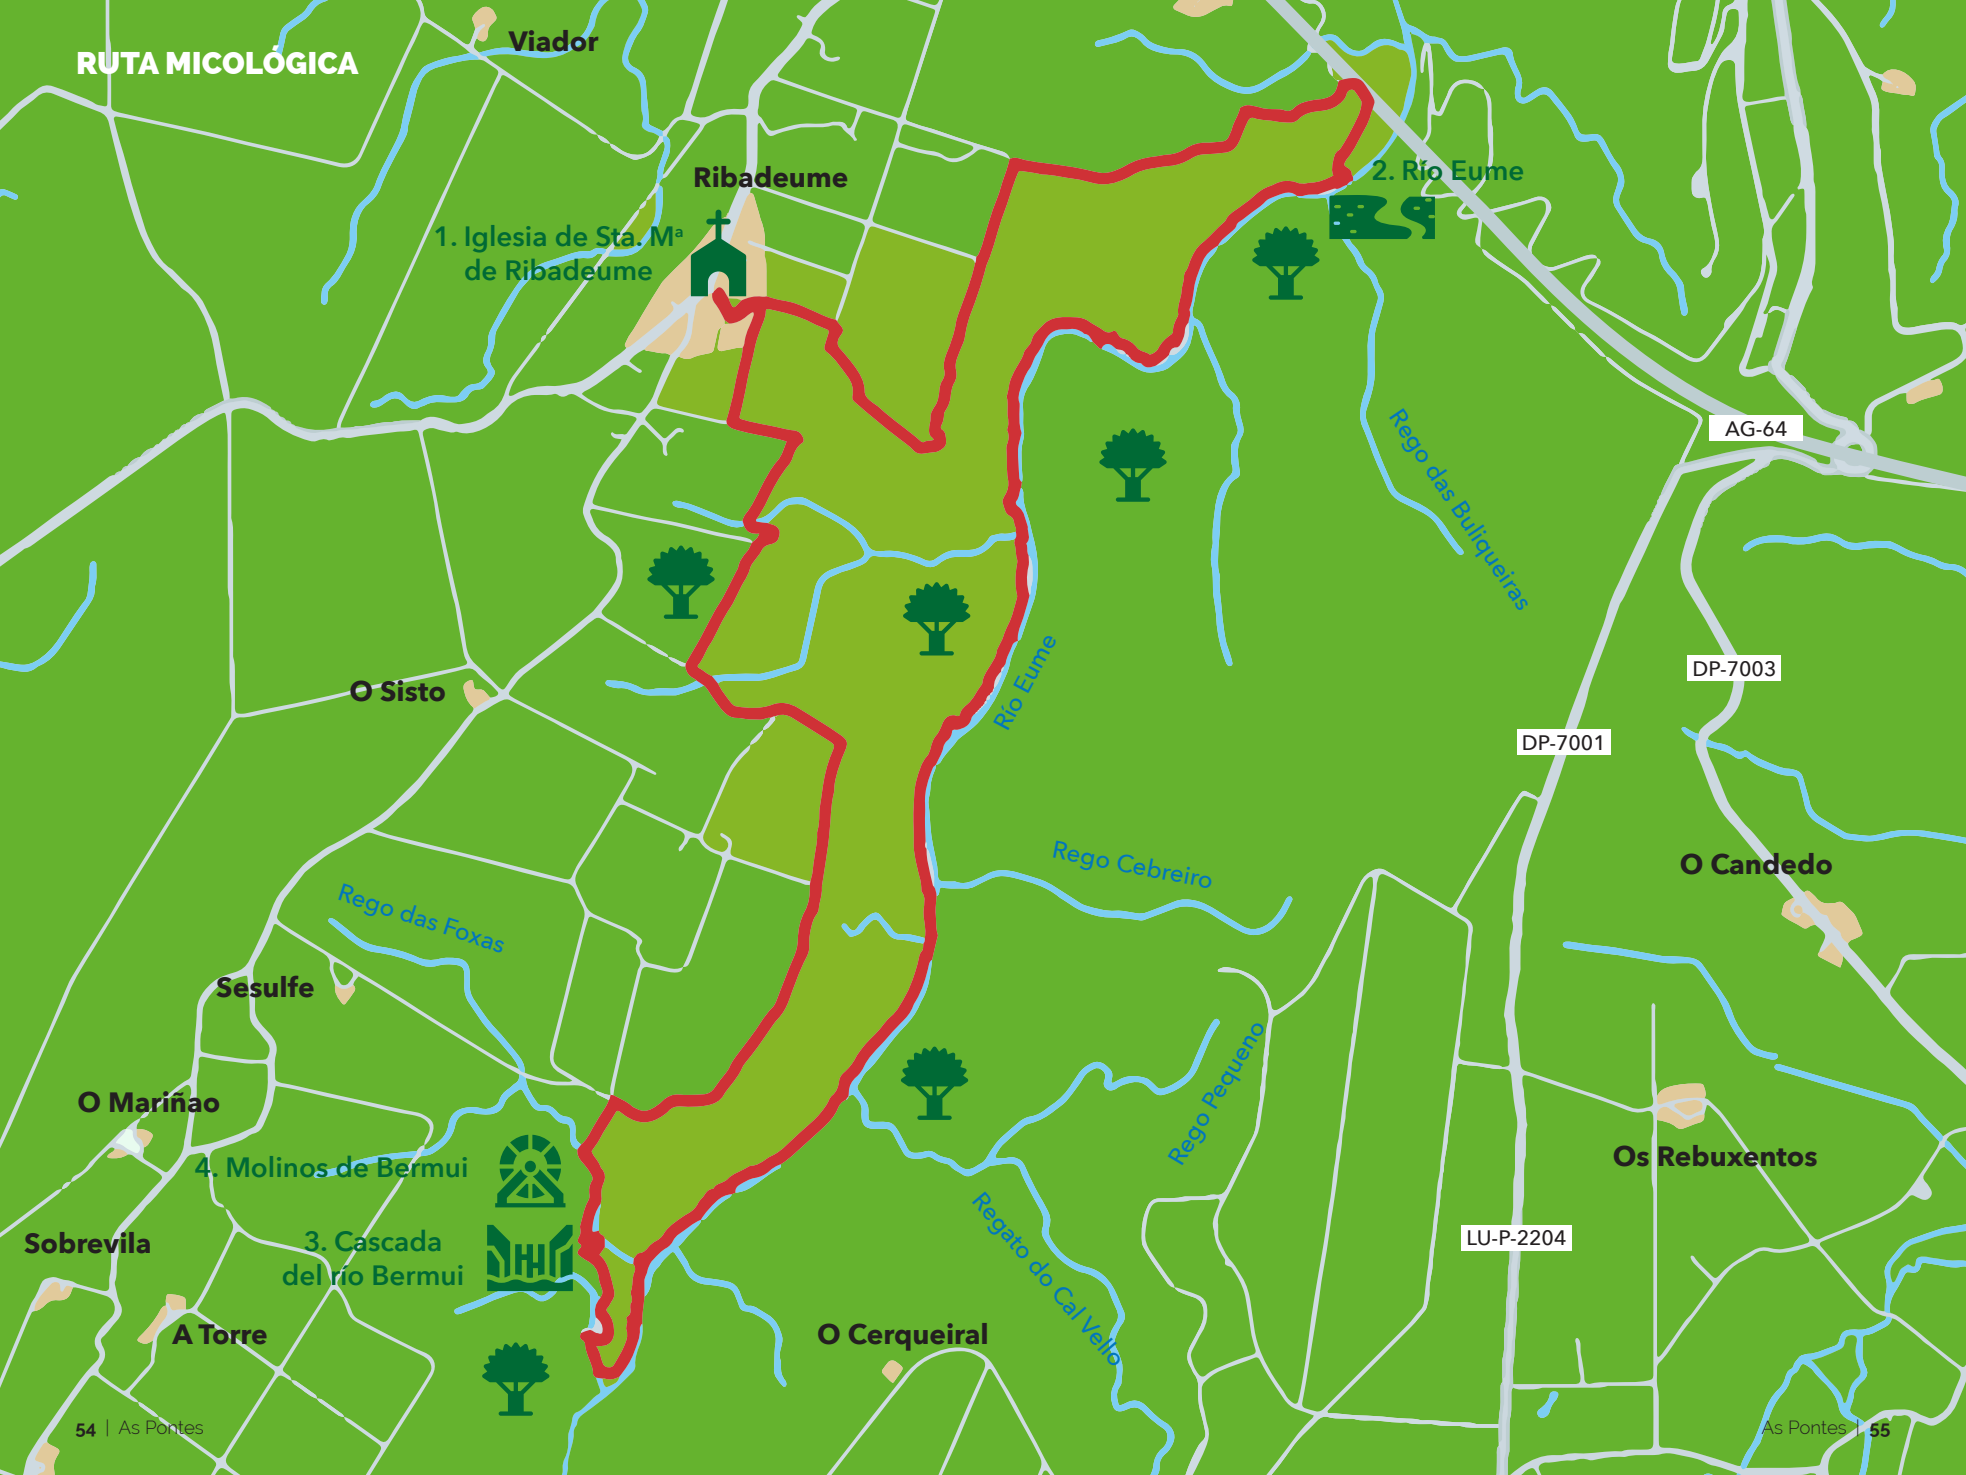 RUTA MICOLÓGICA
Viador
Ribadeume
1. Iglesia de Sta. Mª
de Ribadeume
2. Río Eume
Rego das Buliqueiras
AG-64
DP-7003
DP-7001
O Sisto
Río Eume
Rego Cebreiro
O Candedo
Rego das Foxas
Sesulfe
Rego Pequeno
O Mariñao
4. Molinos de Bermui
Os Rebuxentos
Sobrevila
3. Cascada
del río Bermui
Regato do Cal Vello
LU-P-2204
A Torre
O Cerqueiral
54 | As Pontes
As Pontes | 55